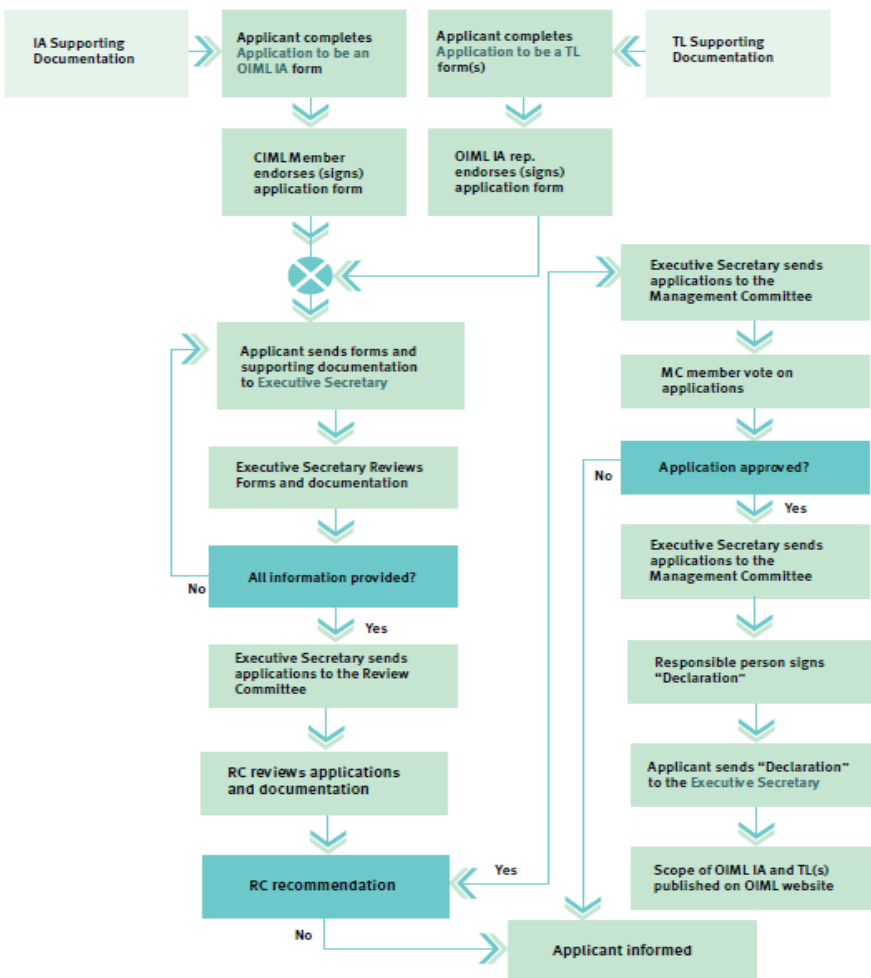 IA Supporting
Documentation
Applicant completes
Application to be an
OIML IA form
Applicant completes
Application to be a TL
form(s)
TL Supporting
Documentation
CIML Member
endorses (signs)
application form
OIML IA rep.
endorses (signs)
application form
Applicant sends forms and
supporting documentation
to Executive Secretary
Executive Secretary Reviews
Forms and documentation
All information provided?
No
Yes
Executive Secretary sends
applications to the Review
Committee
RC reviews applications
and documentation
RC recommendation
Yes
No
Executive Secretary sends
applications to the
Management Committee
MC member vote on
applications
Application approved?
No
Yes
Executive Secretary sends
applications to the
Management Committee
Responsible person signs
“Declaration”
Applicant sends “Declaration”
to the Executive Secretary
Scope of OIML IA and TL(s)
published on OIML website
Applicant informed